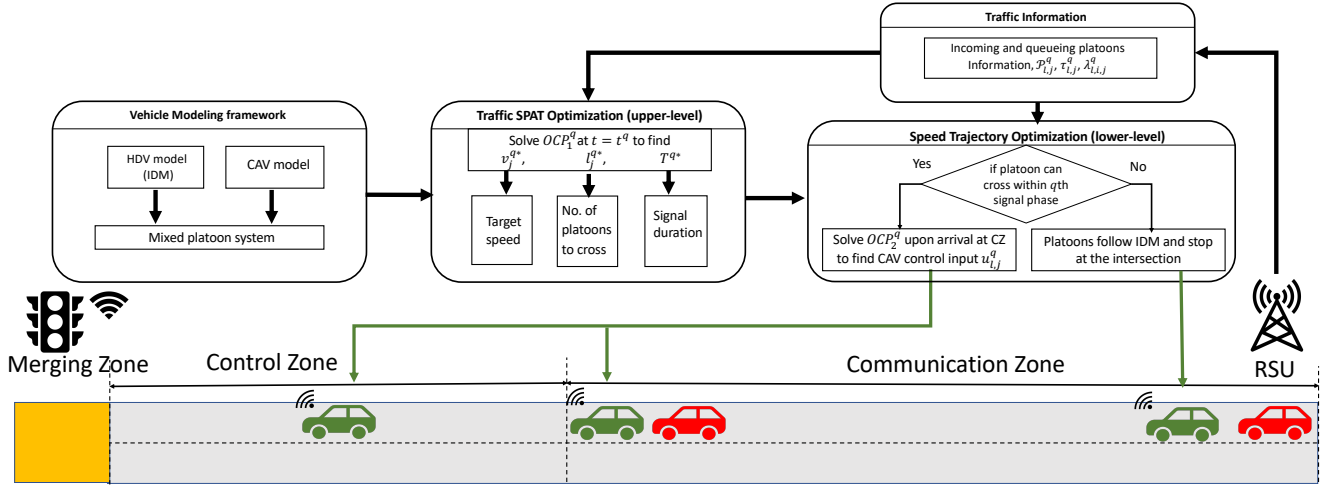 Traffic Information
Incoming and queueing platoons
Information, 𝒫^q_{l,j}, τ^q_{l,j}, λ^q_{l,i,j}
Vehicle Modeling framework
HDV model
(IDM)
CAV model
Mixed platoon system
Traffic SPAT Optimization (upper-level)
Solve OCP^q_1 at t = t^q to find
v^{q*}_j, l^{q*}_j, T^{q*}
Target
speed
No. of
platoons
to cross
Signal
duration
Speed Trajectory Optimization (lower-level)
Yes
No
if platoon can
cross within qth
signal phase
Solve OCP^q_2 upon arrival at CZ
to find CAV control input u^q_{l,j}
Platoons follow IDM and stop
at the intersection
Merging Zone
Control Zone
Communication Zone
RSU